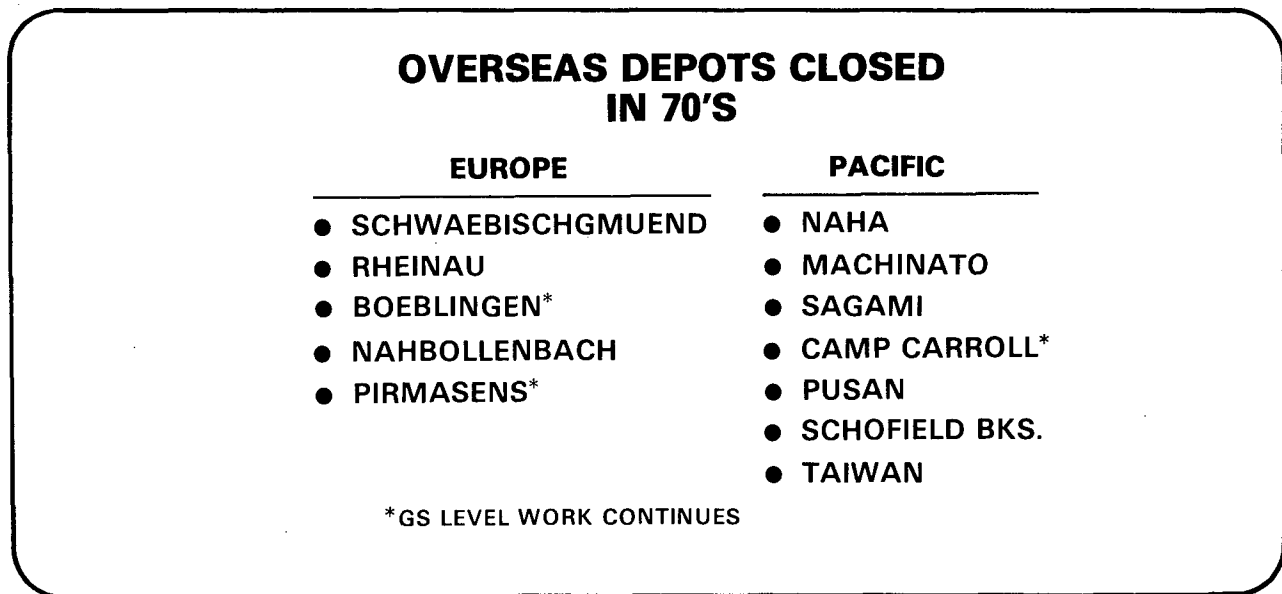 OVERSEAS DEPOTS CLOSED
IN 70'S
EUROPE
● SCHWAEBISCHGMUEND
● RHEINAU
● BOEBLINGEN*
● NAHBOLLENBACH
● PIRMASENS*
PACIFIC
● NAHA
● MACHINATO
● SAGAMI
● CAMP CARROLL*
● PUSAN
● SCHOFIELD BKS.
● TAIWAN
*GS LEVEL WORK CONTINUES